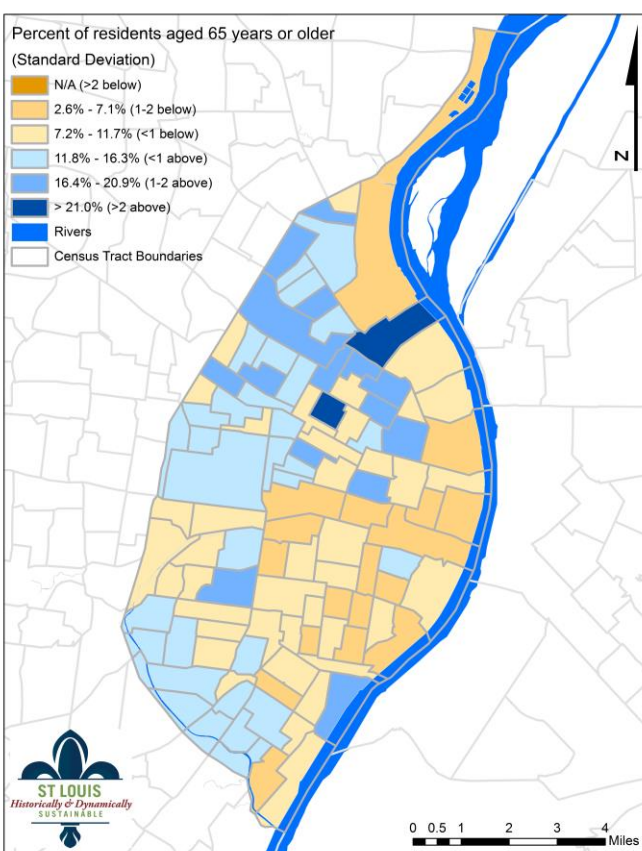 Percent of residents aged 65 years or older
(Standard Deviation)
N/A (>2 below)
2.6% - 7.1% (1-2 below)
7.2% - 11.7% (<1 below)
11.8% - 16.3% (<1 above)
16.4% - 20.9% (1-2 above)
> 21.0% (>2 above)
Rivers
Census Tract Boundaries
N
ST LOUIS
Historically & Dynamically
SUSTAINABLE
0 0.5 1 2 3 4
Miles